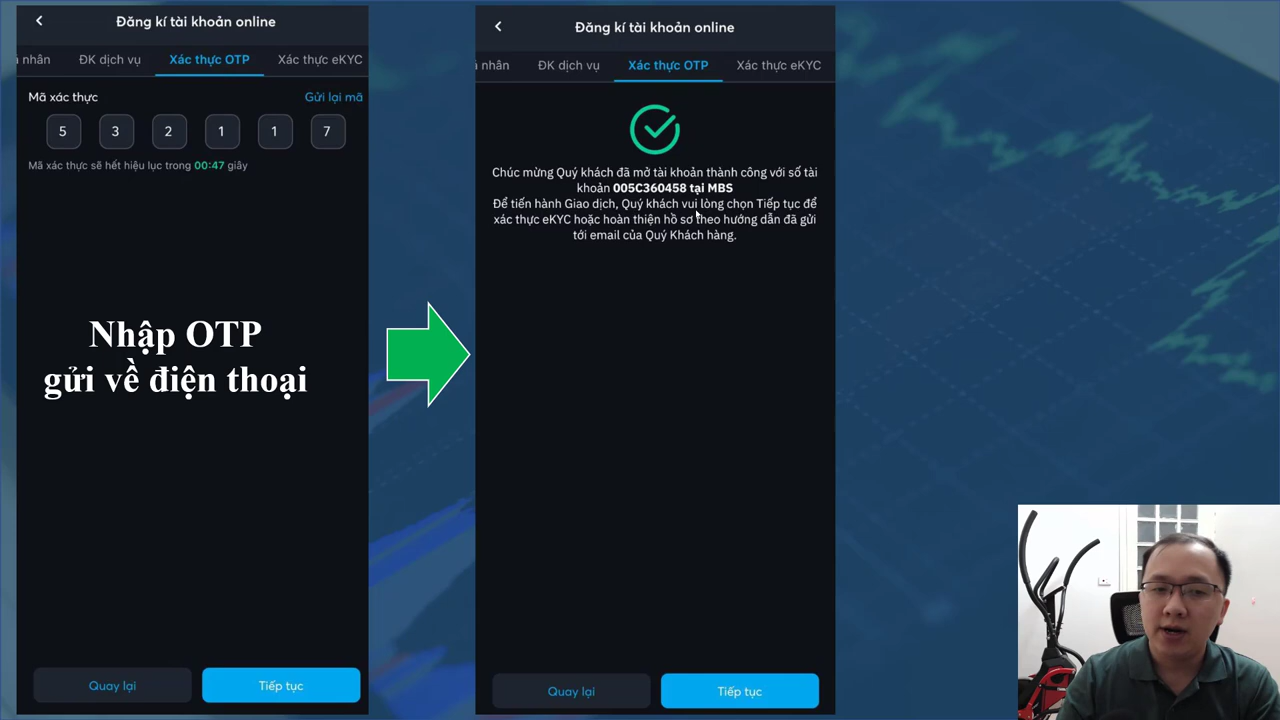 Đăng kí tài khoản online
nhân ĐK dịch vụ Xác thực OTP Xác thực eKYC
Mã xác thực Gửi lại mã
5 3 2 1 1 7
Mã xác thực sẽ hết hiệu lực trong 00:47 giây
Nhập OTP
gửi về điện thoại
Quay lại Tiếp tục
Đăng kí tài khoản online
nhân ĐK dịch vụ Xác thực OTP Xác thực eKYC
Chúc mừng Quý khách đã mở tài khoản thành công với số tài
khoản 005C360458 tại MBS
Để tiến hành Giao dịch, Quý khách vui lòng chọn Tiếp tục để
xác thực eKYC hoặc hoàn thiện hồ sơ theo hướng dẫn đã gửi
tới email của Quý Khách hàng.
Quay lại Tiếp tục